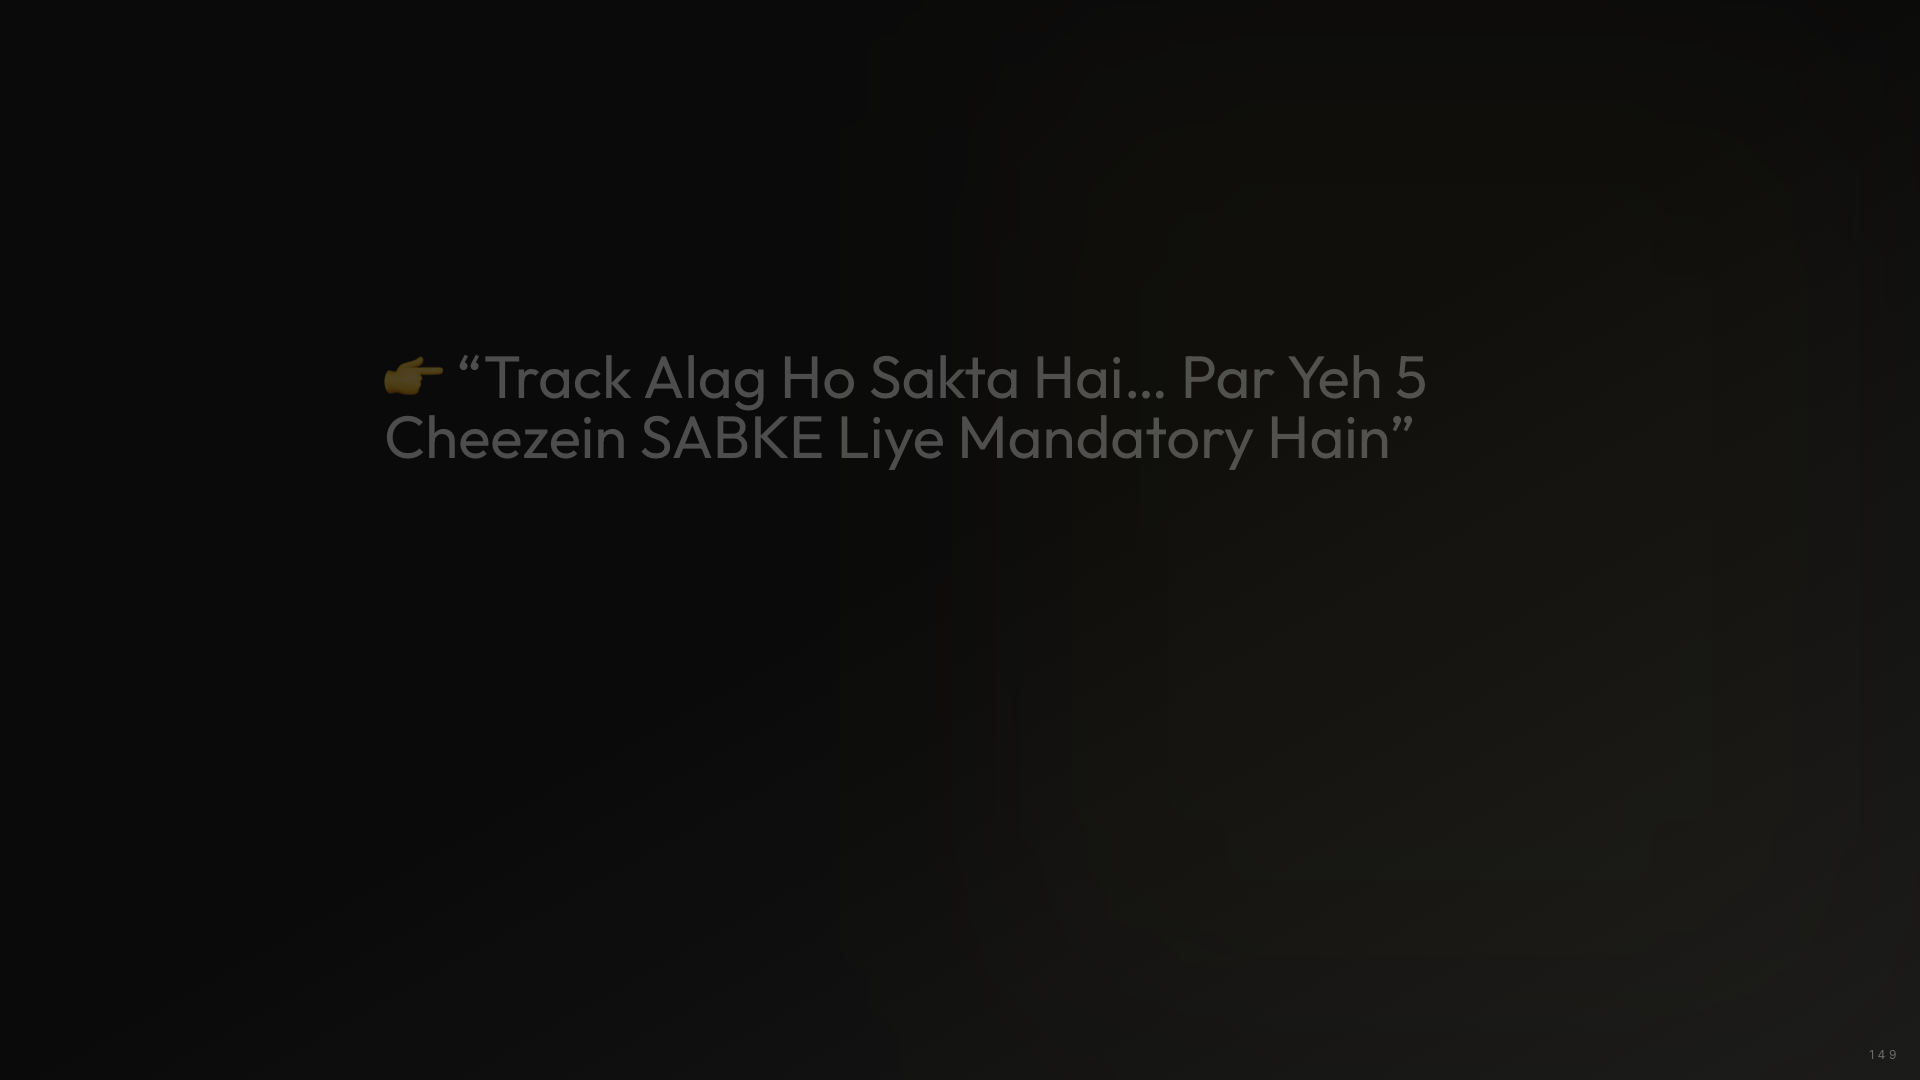 👉 “Track Alag Ho Sakta Hai… Par Yeh 5
Cheezein SABKE Liye Mandatory Hain”
149